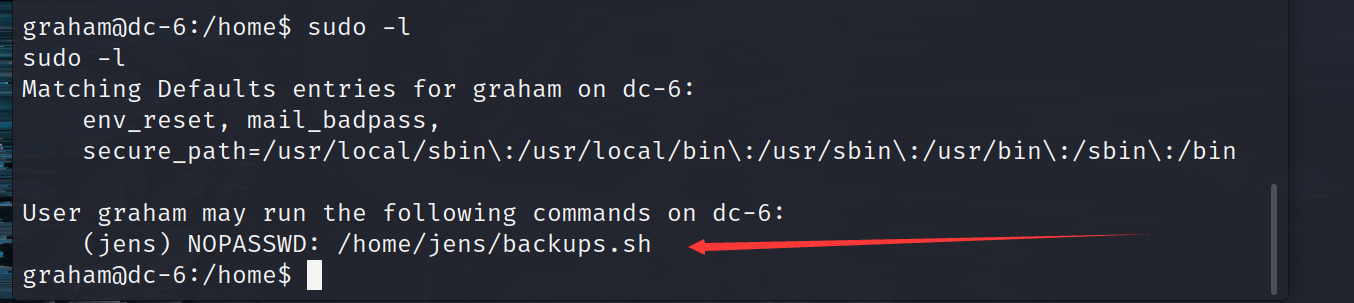 graham@dc-6:/home$ sudo -l
sudo -l
Matching Defaults entries for graham on dc-6:
    env_reset, mail_badpass,
    secure_path=/usr/local/sbin\:/usr/local/bin\:/usr/sbin\:/usr/bin\:/sbin\:/bin

User graham may run the following commands on dc-6:
    (jens) NOPASSWD: /home/jens/backups.sh
graham@dc-6:/home$